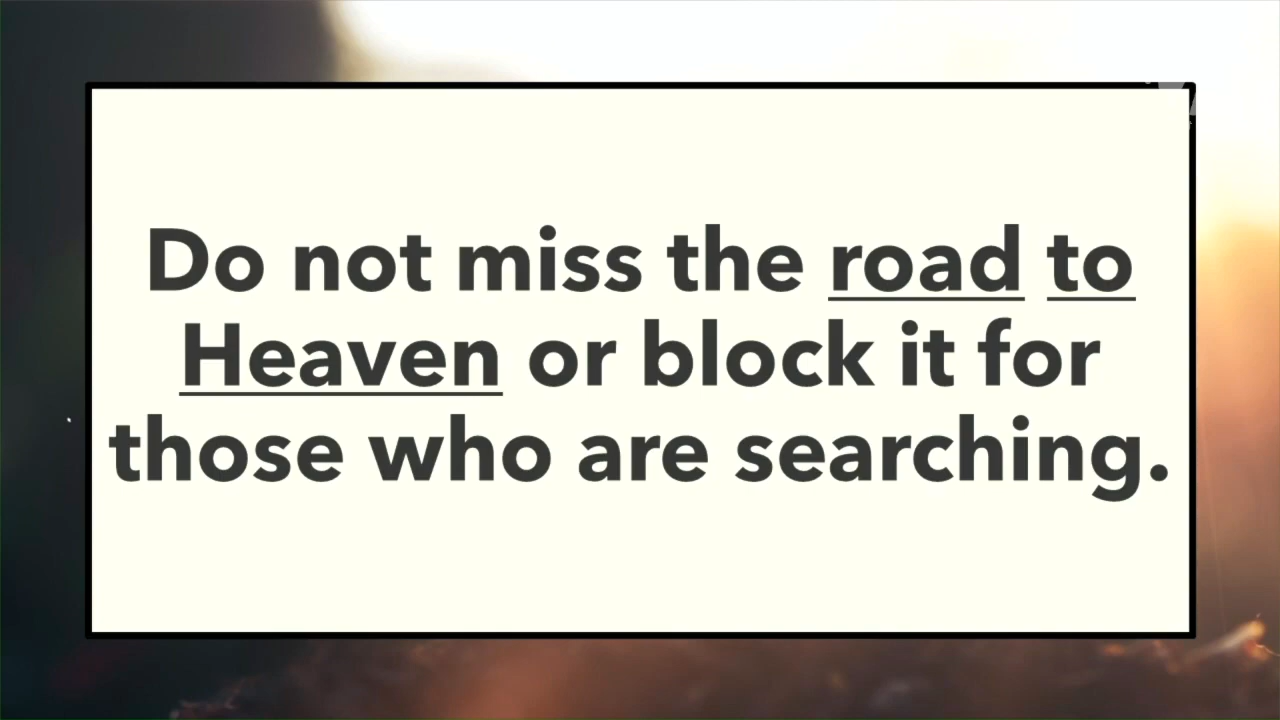 Do not miss the road to
Heaven or block it for
those who are searching.